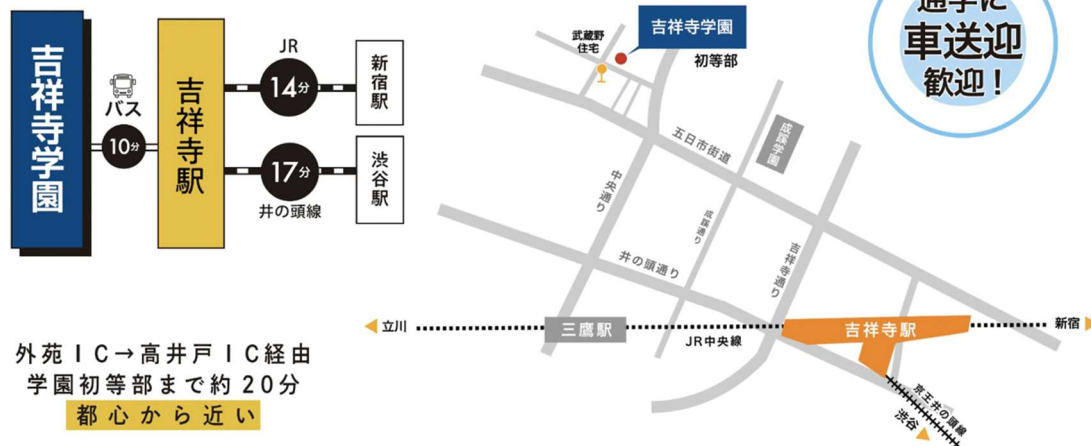 吉祥寺学園
バス
10分
吉祥寺駅
JR
14分
新宿駅
17分
井の頭線
渋谷駅
外苑IC→高井戸IC経由
学園初等部まで約20分
都心から近い
通学に
車送迎
歓迎！
武蔵野
住宅
吉祥寺学園
初等部
成蹊学園
五日市街道
中央通り
成蹊通り
吉祥寺通り
井の頭通り
立川
三鷹駅
JR中央線
吉祥寺駅
新宿
京王井の頭線
渋谷